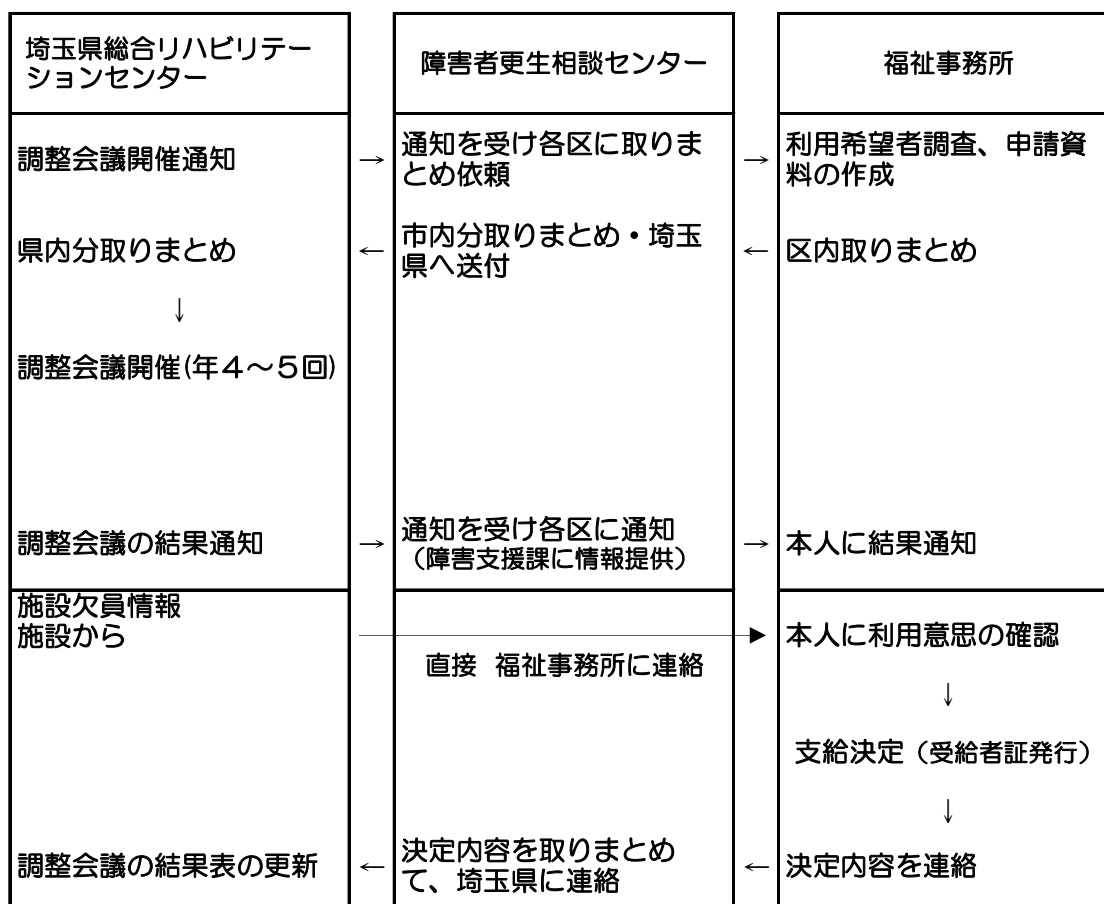 埼玉県総合リハビリテー
ションセンター
障害者更生相談センター
福祉事務所
調整会議開催通知
→
通知を受け各区に取りま
とめ依頼
→
利用希望者調査、申請資
料の作成
県内分取りまとめ
←
市内分取りまとめ・埼玉
県へ送付
←
区内取りまとめ
↓
調整会議開催(年４～５回)
調整会議の結果通知
→
通知を受け各区に通知
（障害支援課に情報提供）
→
本人に結果通知
施設欠員情報
施設から
直接 福祉事務所に連絡
本人に利用意思の確認
↓
支給決定（受給者証発行）
↓
調整会議の結果表の更新
←
決定内容を取りまとめ
て、埼玉県に連絡
←
決定内容を連絡